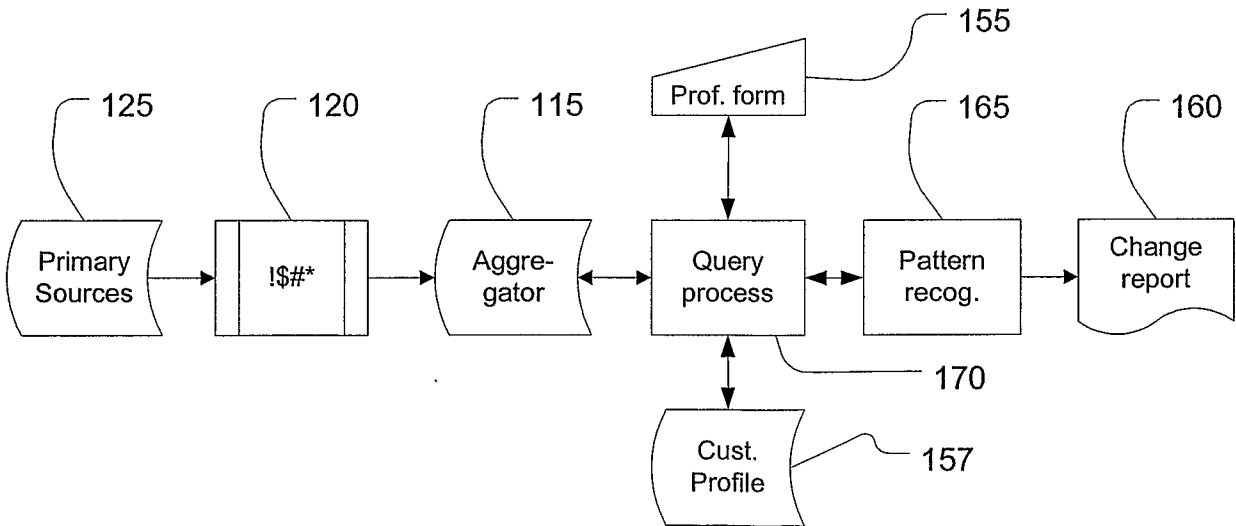 155
Prof. form
125
120
115
165
160
Primary
Sources
!$#*
Aggre-
gator
Query
process
Pattern
recog.
Change
report
170
Cust.
Profile
157